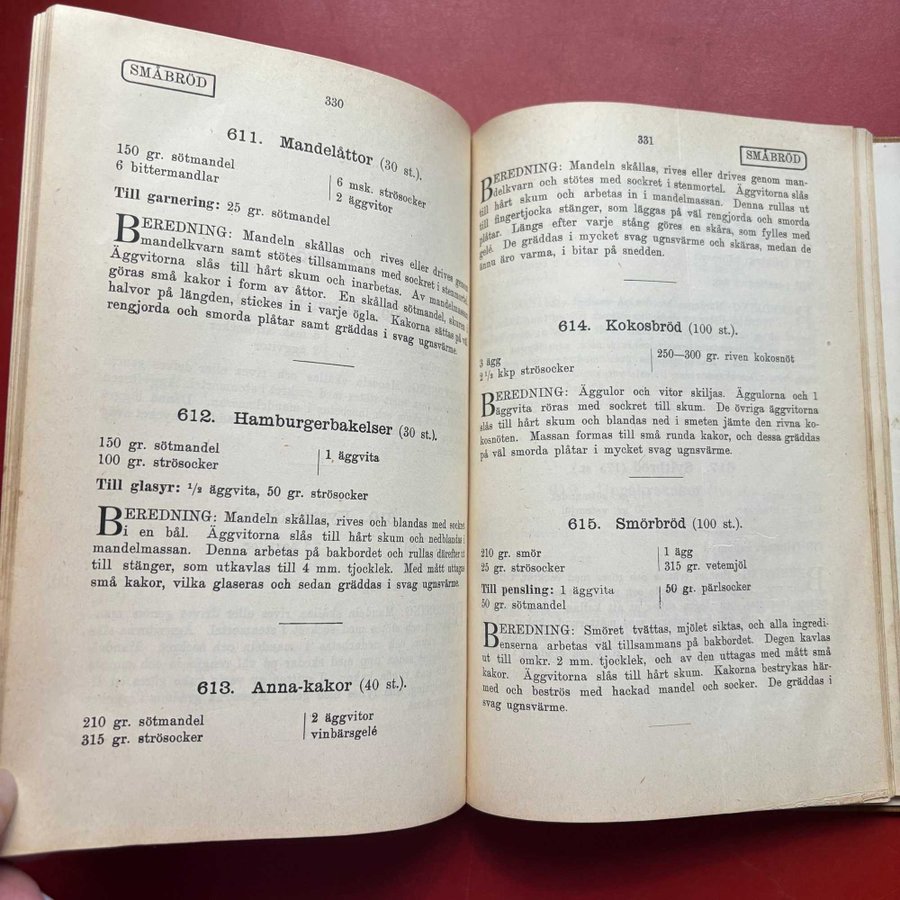 SMÅBRÖD
330
611. Mandelåttor (30 st.).
150 gr. sötmandel
6 bittermandlar
6 msk. strösocker
2 äggvitor
Till garnering: 25 gr. sötmandel
BEREDNING: Mandeln skållas och rives eller drives genom
mandelkvarn samt stötes tillsammans med sockret i stenmortel.
Äggvitorna slås till hårt skum och inarbetas. Av mandelmassan
göras små kakor i form av åttor. En skållad sötmandel, skuren i
halvor på längden, stickes in i varje ögla. Kakorna sättas på väl
rengjorda och smorda plåtar samt gräddas i svag ugnsvärme.
612. Hamburgerbakelser (30 st.).
150 gr. sötmandel
100 gr. strösocker
1 äggvita
Till glasyr: 1/2 äggvita, 50 gr. strösocker
BEREDNING: Mandeln skållas, rives och blandas med sockret
i en bål. Äggvitorna slås till hårt skum och nedblandas i
mandelmassan. Denna arbetas på bakbordet och rullas därefter ut
till stänger, som utkavlas till 4 mm. tjocklek. Med mått uttagas
små kakor, vilka glaseras och sedan gräddas i svag ugnsvärme.
613. Anna-kakor (40 st.).
210 gr. sötmandel
315 gr. strösocker
2 äggvitor
vinbärsgelé
331
SMÅBRÖD
BEREDNING: Mandeln skållas, rives eller drives genom man-
delkvarn och stötes med sockret i stenmortel. Äggvitorna slås
till hårt skum och arbetas in i mandelmassan. Denna rullas ut
till fingertjocka stänger, som läggas på väl rengjorda och smorda
plåtar. Längs efter varje stång göres en skåra, som fylles med
gelé. De gräddas i mycket svag ugnsvärme och skäras, medan de
ännu äro varma, i bitar på snedden.
614. Kokosbröd (100 st.).
3 ägg
2 1/2 kkp strösocker
250—300 gr. riven kokosnöt
BEREDNING: Äggulor och vitor skiljas. Äggulorna och 1
äggvita röras med sockret till skum. De övriga äggvitorna
slås till hårt skum och blandas ned i smeten jämte den rivna ko-
kosnöten. Massan formas till små runda kakor, och dessa gräddas
på väl smorda plåtar i mycket svag ugnsvärme.
615. Smörbröd (100 st.).
210 gr. smör
25 gr. strösocker
1 ägg
315 gr. vetemjöl
Till pensling: 1 äggvita
50 gr. sötmandel
50 gr. pärlsocker
BEREDNING: Smöret tvättas, mjölet siktas, och alla ingredi-
enserna arbetas väl tillsammans på bakbordet. Degen kavlas
ut till omkr. 2 mm. tjocklek, och av den uttagas med mått små
kakor. Äggvitorna slås till hårt skum. Kakorna bestrykas här-
med och beströs med hackad mandel och socker. De gräddas i
svag ugnsvärme.